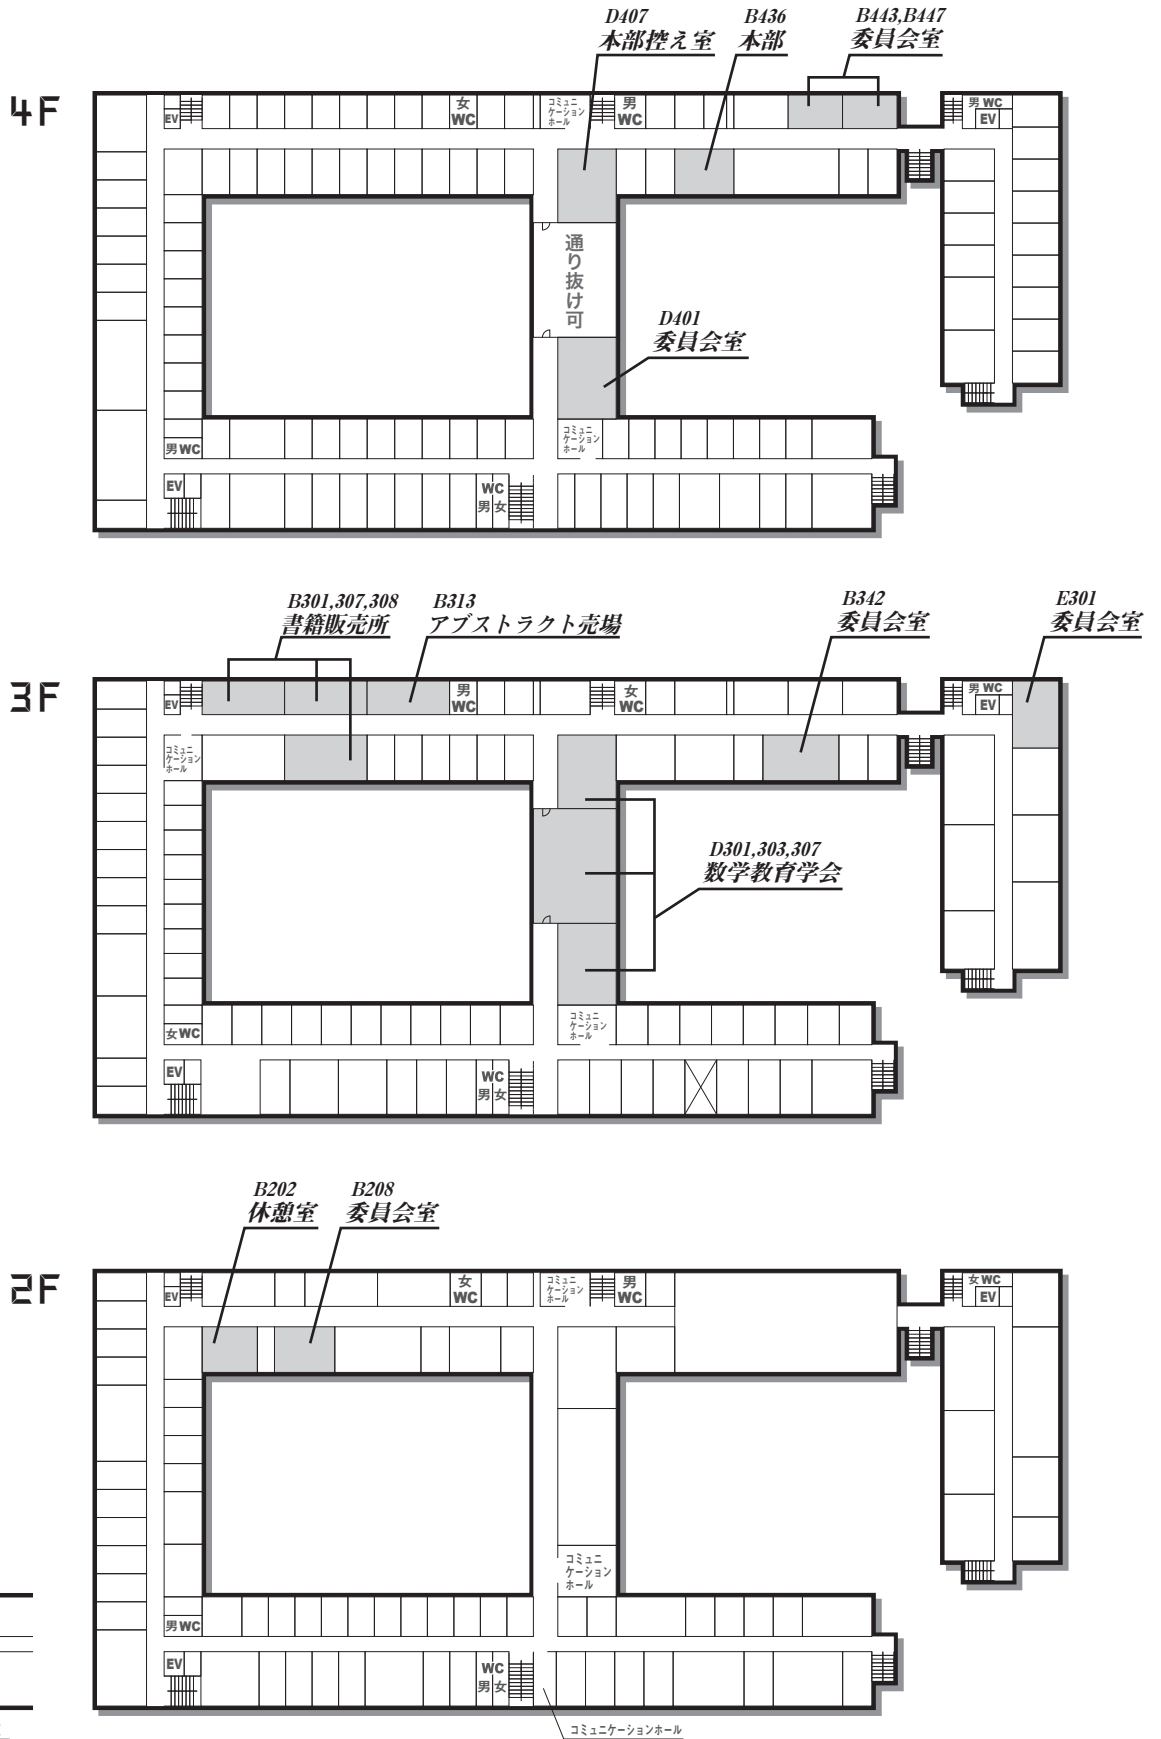 D407
本部控え室
B436
本部
B443,B447
委員会室
4F
EV
女
WC
コミュニ
ケーション
ホール
男
WC
男WC
EV
通り抜け可
D401
委員会室
男WC
コミュニ
ケーション
ホール
EV
WC
男女
B301,307,308
書籍販売所
B313
アブストラクト売場
B342
委員会室
E301
委員会室
3F
EV
男
WC
女
WC
男WC
EV
コミュニ
ケーション
ホール
D301,303,307
数学教育学会
女WC
コミュニ
ケーション
ホール
EV
WC
男女
B202
休憩室
B208
委員会室
2F
EV
女
WC
コミュニ
ケーション
ホール
男
WC
女WC
EV
コミュニ
ケーション
ホール
男WC
EV
WC
男女
コミュニケーションホール